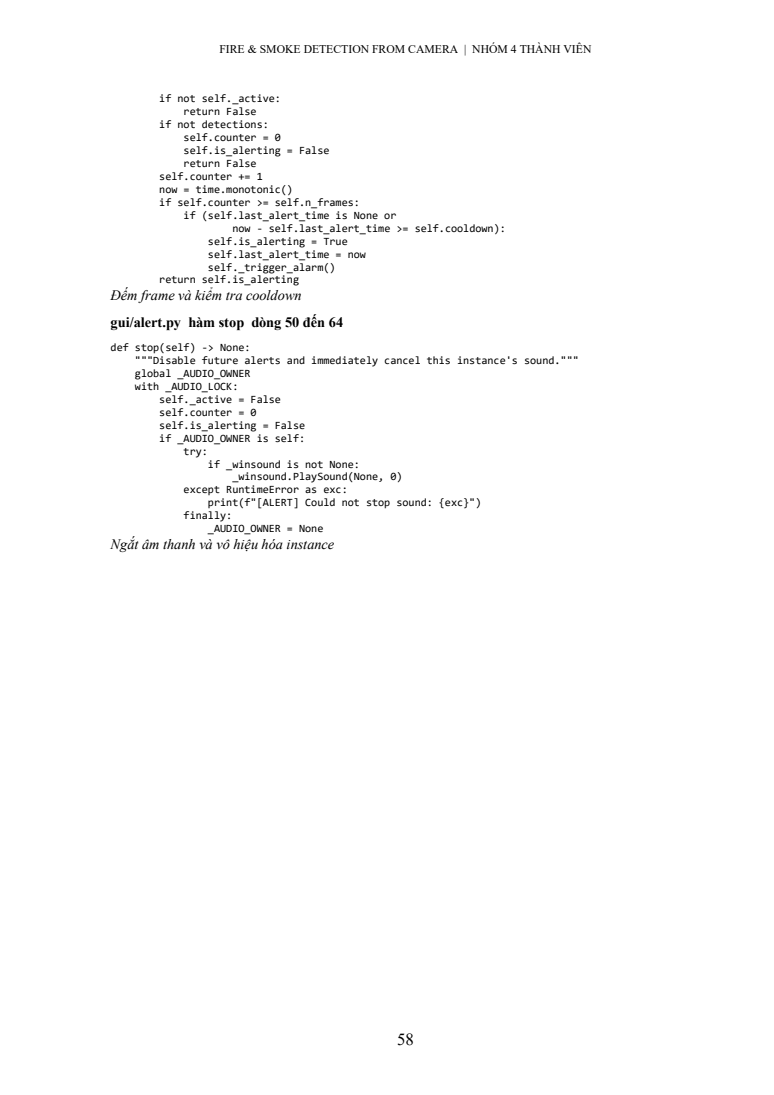 FIRE & SMOKE DETECTION FROM CAMERA | NHÓM 4 THÀNH VIÊN
        if not self._active:
            return False
        if not detections:
            self.counter = 0
            self.is_alerting = False
            return False
        self.counter += 1
        now = time.monotonic()
        if self.counter >= self.n_frames:
            if (self.last_alert_time is None or
                    now - self.last_alert_time >= self.cooldown):
                self.is_alerting = True
                self.last_alert_time = now
                self._trigger_alarm()
        return self.is_alerting
Đếm frame và kiểm tra cooldown
gui/alert.py hàm stop dòng 50 đến 64
def stop(self) -> None:
    """Disable future alerts and immediately cancel this instance's sound."""
    global _AUDIO_OWNER
    with _AUDIO_LOCK:
        self._active = False
        self.counter = 0
        self.is_alerting = False
        if _AUDIO_OWNER is self:
            try:
                if _winsound is not None:
                    _winsound.PlaySound(None, 0)
            except RuntimeError as exc:
                print(f"[ALERT] Could not stop sound: {exc}")
            finally:
                _AUDIO_OWNER = None
Ngắt âm thanh và vô hiệu hóa instance
58